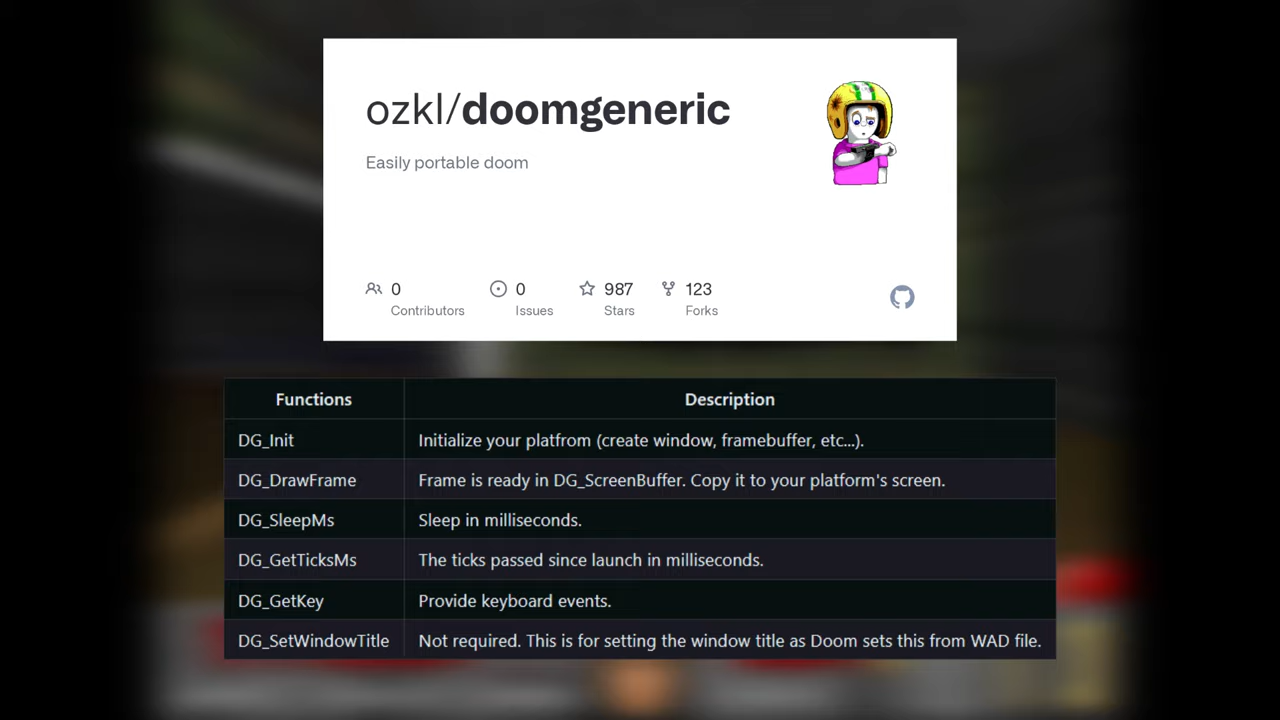 ozkl/doomgeneric
Easily portable doom
0
Contributors
0
Issues
987
Stars
123
Forks
Functions Description
DG_Init Initialize your platfrom (create window, framebuffer, etc...).
DG_DrawFrame Frame is ready in DG_ScreenBuffer. Copy it to your platform's screen.
DG_SleepMs Sleep in milliseconds.
DG_GetTicksMs The ticks passed since launch in milliseconds.
DG_GetKey Provide keyboard events.
DG_SetWindowTitle Not required. This is for setting the window title as Doom sets this from WAD file.